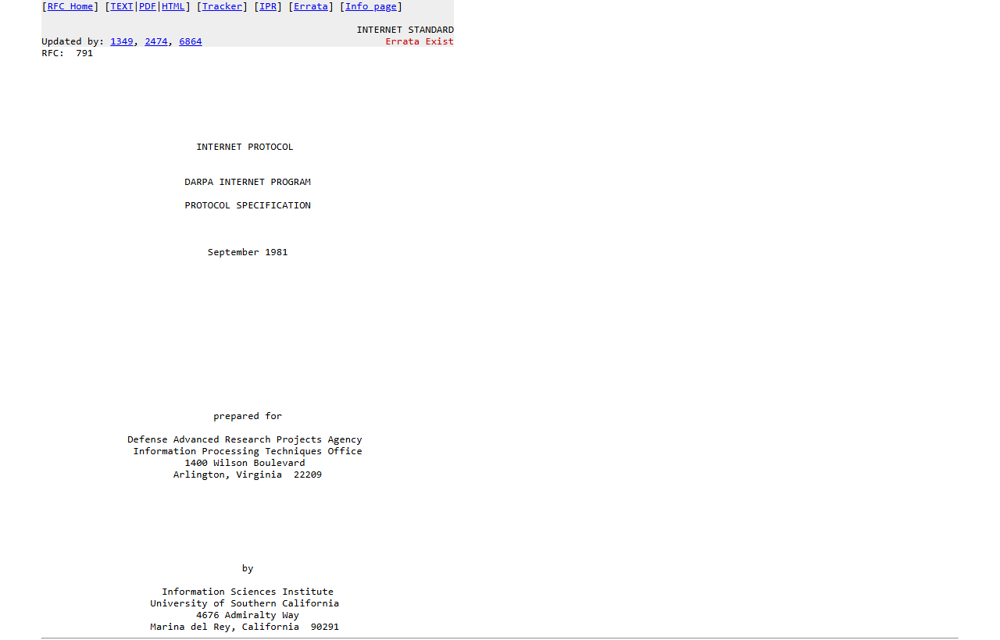 [RFC Home] [TEXT|PDF|HTML] [Tracker] [IPR] [Errata] [Info page]
INTERNET STANDARD
Updated by: 1349, 2474, 6864 Errata Exist
RFC:  791
INTERNET PROTOCOL
DARPA INTERNET PROGRAM
PROTOCOL SPECIFICATION
September 1981
prepared for
Defense Advanced Research Projects Agency
Information Processing Techniques Office
1400 Wilson Boulevard
Arlington, Virginia  22209
by
Information Sciences Institute
University of Southern California
4676 Admiralty Way
Marina del Rey, California  90291